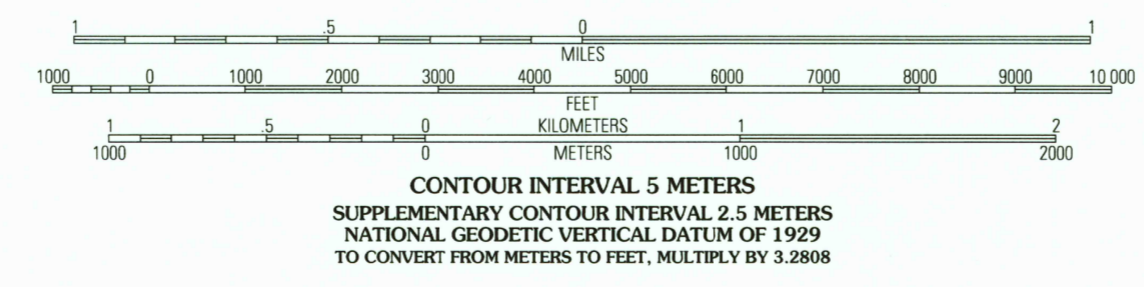 1 .5 0 1
MILES
1000 0 1000 2000 3000 4000 5000 6000 7000 8000 9000 10 000
FEET
1 .5 0 KILOMETERS 1 2
1000 0 METERS 1000 2000
CONTOUR INTERVAL 5 METERS
SUPPLEMENTARY CONTOUR INTERVAL 2.5 METERS
NATIONAL GEODETIC VERTICAL DATUM OF 1929
TO CONVERT FROM METERS TO FEET, MULTIPLY BY 3.2808